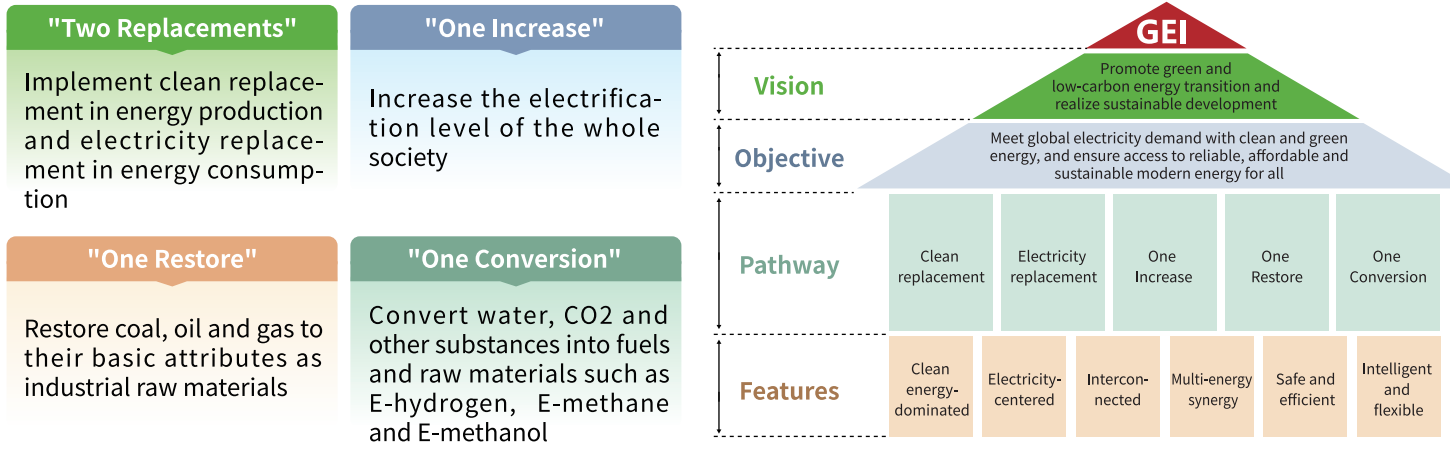 "Two Replacements"
Implement clean replace-
ment in energy production
and electricity replace-
ment in energy consump-
tion
"One Increase"
Increase the electrifica-
tion level of the whole
society
"One Restore"
Restore coal, oil and gas to
their basic attributes as
industrial raw materials
"One Conversion"
Convert water, CO2 and
other substances into fuels
and raw materials such as
E-hydrogen, E-methane
and E-methanol
GEI
Vision
Promote green and
low-carbon energy transition and
realize sustainable development
Objective
Meet global electricity demand with clean and green
energy, and ensure access to reliable, affordable and
sustainable modern energy for all
Pathway
Clean
replacement
Electricity
replacement
One
Increase
One
Restore
One
Conversion
Features
Clean
energy-
dominated
Electricity-
centered
Intercon-
nected
Multi-energy
synergy
Safe and
efficient
Intelligent
and
flexible